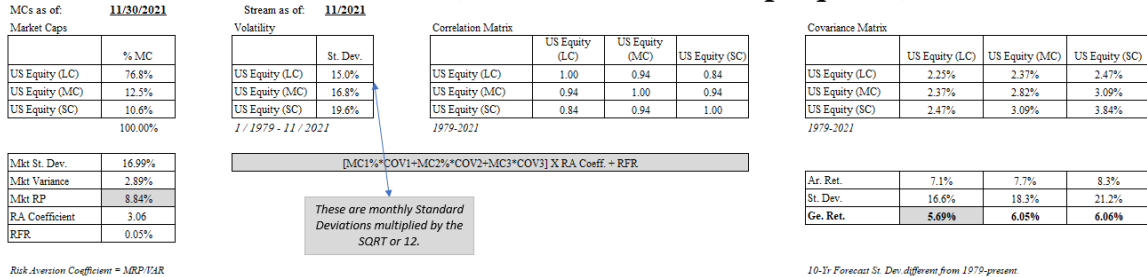 MCs as of: 11/30/2021 Stream as of: 11/2021
Market Caps Volatility Correlation Matrix Covariance Matrix
% MC St. Dev. US Equity (LC) US Equity (MC) US Equity (SC) US Equity (LC) US Equity (MC) US Equity (SC)
US Equity (LC) 76.8% US Equity (LC) 15.0% US Equity (LC) 1.00 0.94 0.84 US Equity (LC) 2.25% 2.37% 2.47%
US Equity (MC) 12.5% US Equity (MC) 16.8% US Equity (MC) 0.94 1.00 0.94 US Equity (MC) 2.37% 2.82% 3.09%
US Equity (SC) 10.6% US Equity (SC) 19.6% US Equity (SC) 0.84 0.94 1.00 US Equity (SC) 2.47% 3.09% 3.84%
100.00% 1 / 1979 - 11 / 2021 1979-2021 1979-2021
Mkt St. Dev. 16.99% [MC1%*COV1+MC2%*COV2+MC3*COV3] X RA Coeff. + RFR
Mkt Variance 2.89%
Mkt RP 8.84%
RA Coefficient 3.06
RFR 0.05%
These are monthly Standard
Deviations multiplied by the
SQRT or 12.
Ar. Ret. 7.1% 7.7% 8.3%
St. Dev. 16.6% 18.3% 21.2%
Ge. Ret. 5.69% 6.05% 6.06%
Risk Aversion Coefficient = MRP/VAR 10-Yr Forecast St. Dev. different from 1979-present.